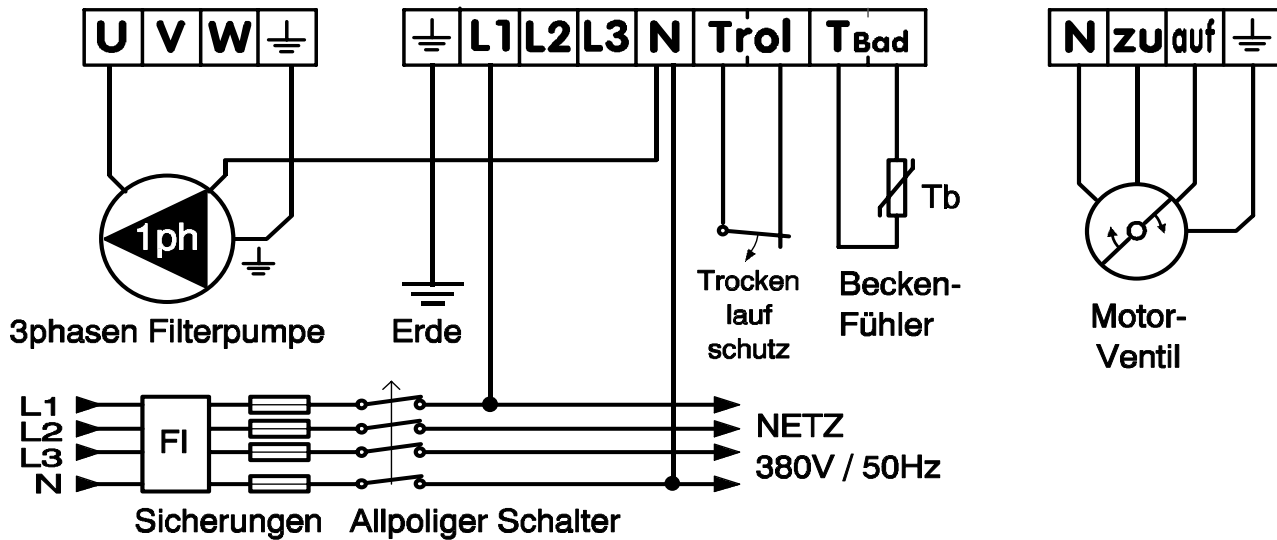 U V W
L1 L2 L3 N Trol TBad
N zu auf
1ph
Tb
3phasen Filterpumpe
Erde
Trocken
lauf
schutz
Becken-
Fühler
Motor-
Ventil
L1
L2
L3
N
FI
NETZ
380V / 50Hz
Sicherungen
Allpoliger Schalter